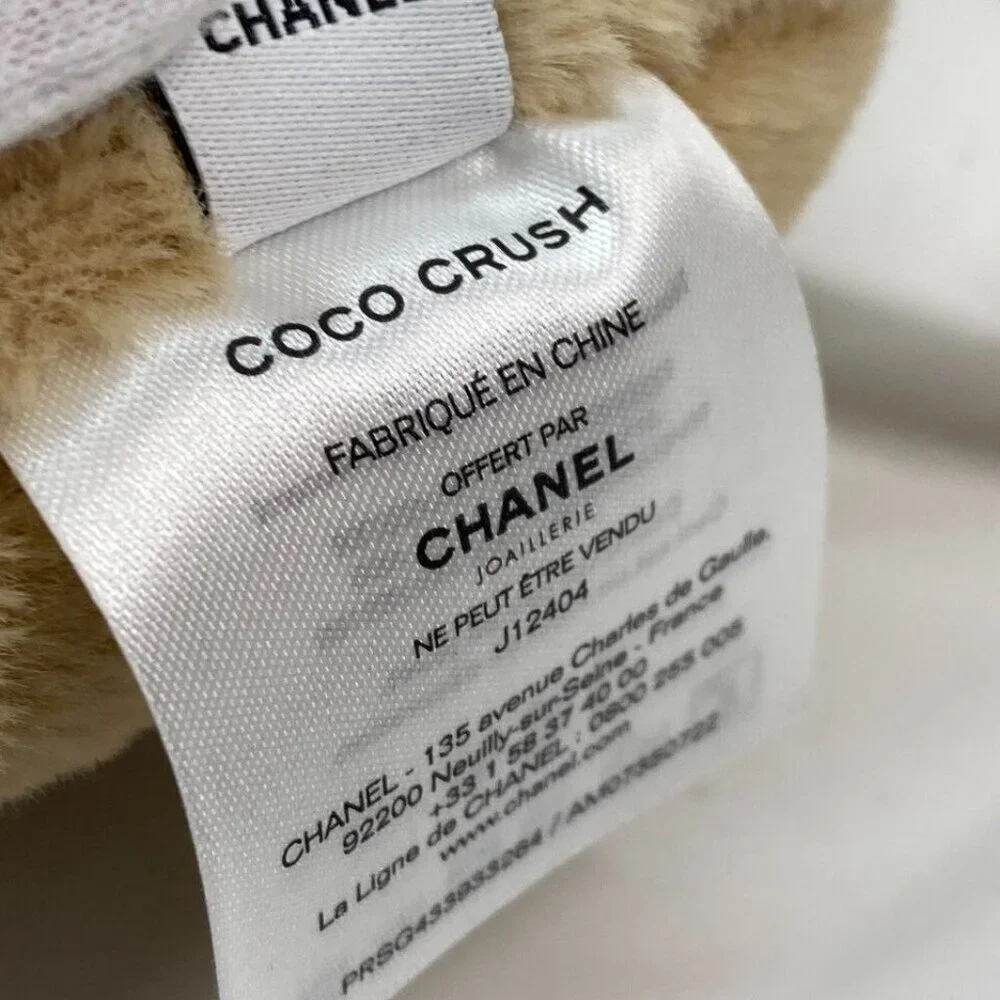 CHANEL
COCO CRUSH
FABRIQUÉ EN CHINE
OFFERT PAR
CHANEL
JOAILLERIE
NE PEUT ÊTRE VENDU
J12404
CHANEL - 135 avenue Charles de Gaulle.
92200 Neuilly-sur-Seine - France
+33 1 58 37 40 00
La Ligne de CHANEL : 0800 255 005
www.chanel.com